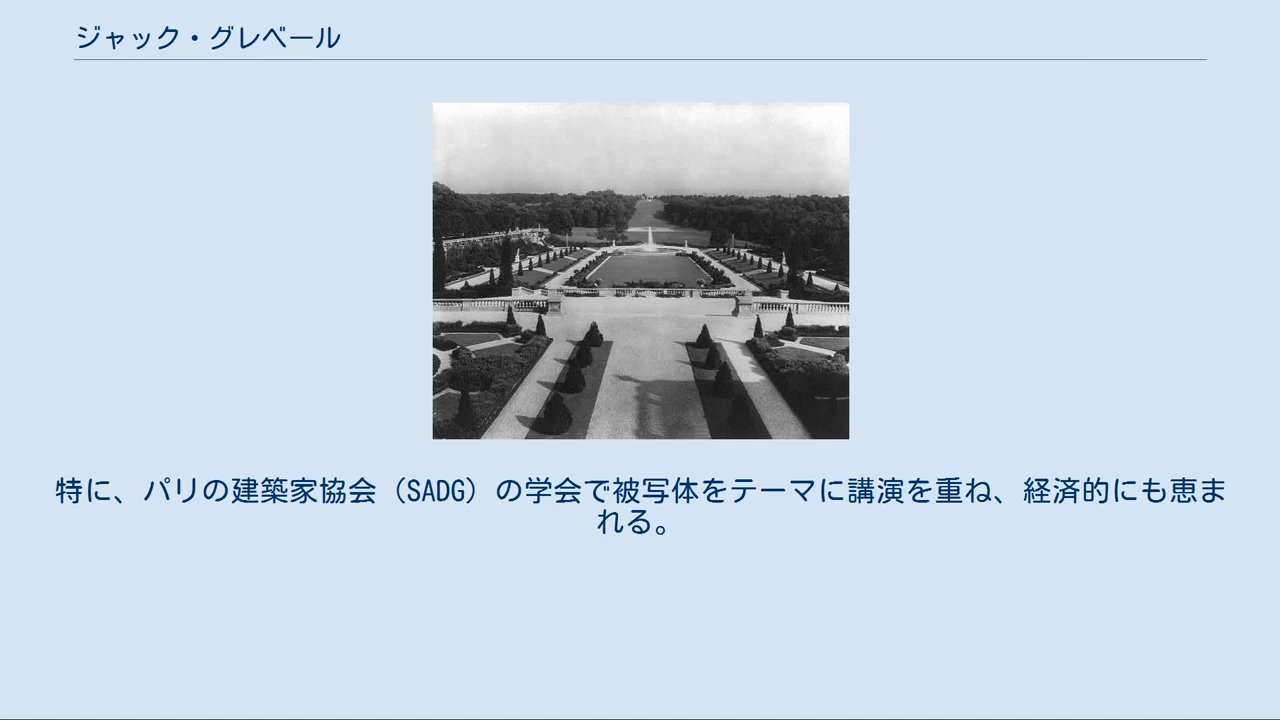 ジャック・グレベール
特に、パリの建築家協会（SADG）の学会で被写体をテーマに講演を重ね、経済的にも恵ま
れる。